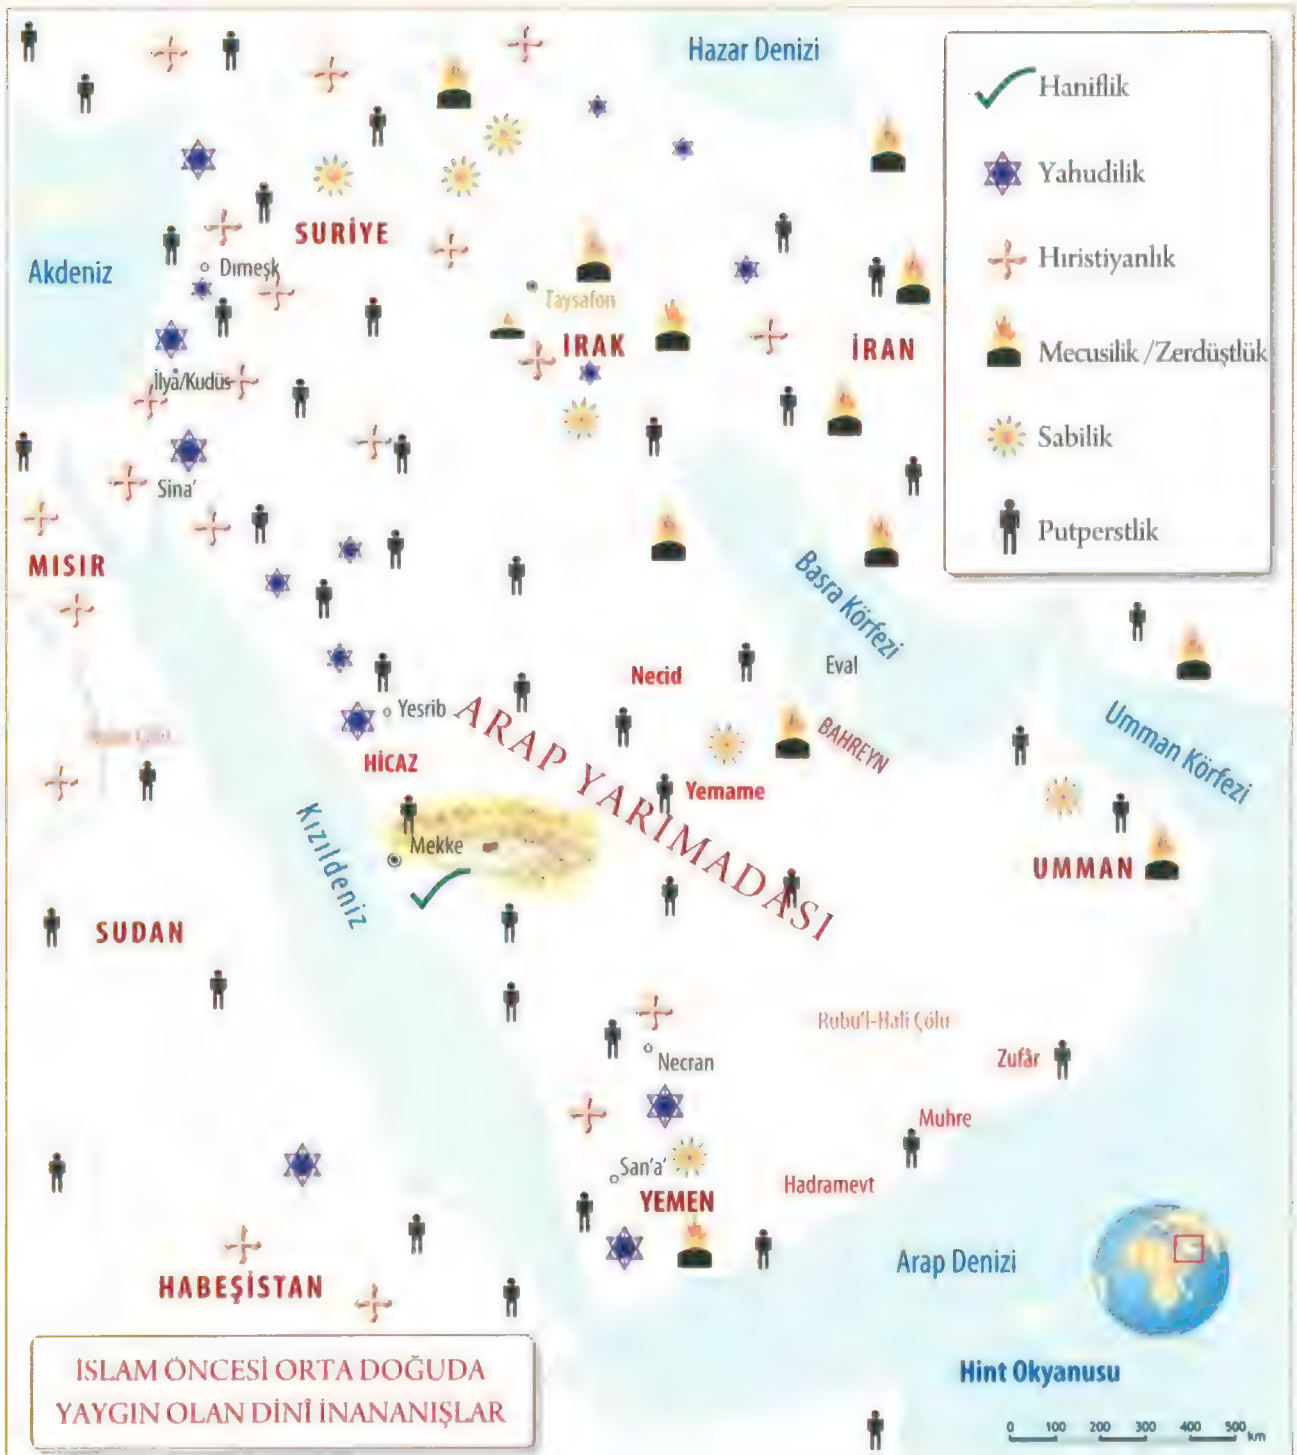 Hazar Denizi
Haniflik
Yahudilik
Hıristiyanlık
Mecusilik /Zerdüştlük
Sabilik
Putperstlik
SURİYE
Akdeniz
Dımeşk
Taysafon
IRAK
İRAN
İlya/Kudüs
Sina'
MISIR
Basra Körfezi
Necid
Eval
Yesrib
ARAP YARIMADASI
BAHREYN
Umman Körfezi
HİCAZ
Yemame
Kızıldeniz
Mekke
UMMAN
SUDAN
Rubu'l-Hali Çölü
Necran
Zufâr
Muhre
San'a'
Hadramevt
YEMEN
Arap Denizi
HABEŞİSTAN
İSLAM ÖNCESİ ORTA DOĞUDA
YAYGIN OLAN DİNÎ İNANANIŞLAR
Hint Okyanusu
0 100 200 300 400 500 km